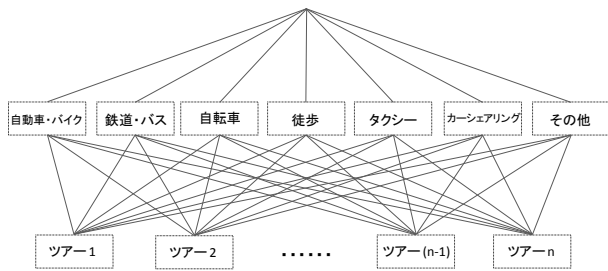 自動車・バイク
鉄道・バス
自転車
徒歩
タクシー
カーシェアリング
その他
ツアー1
ツアー2
……
ツアー(n-1)
ツアーn